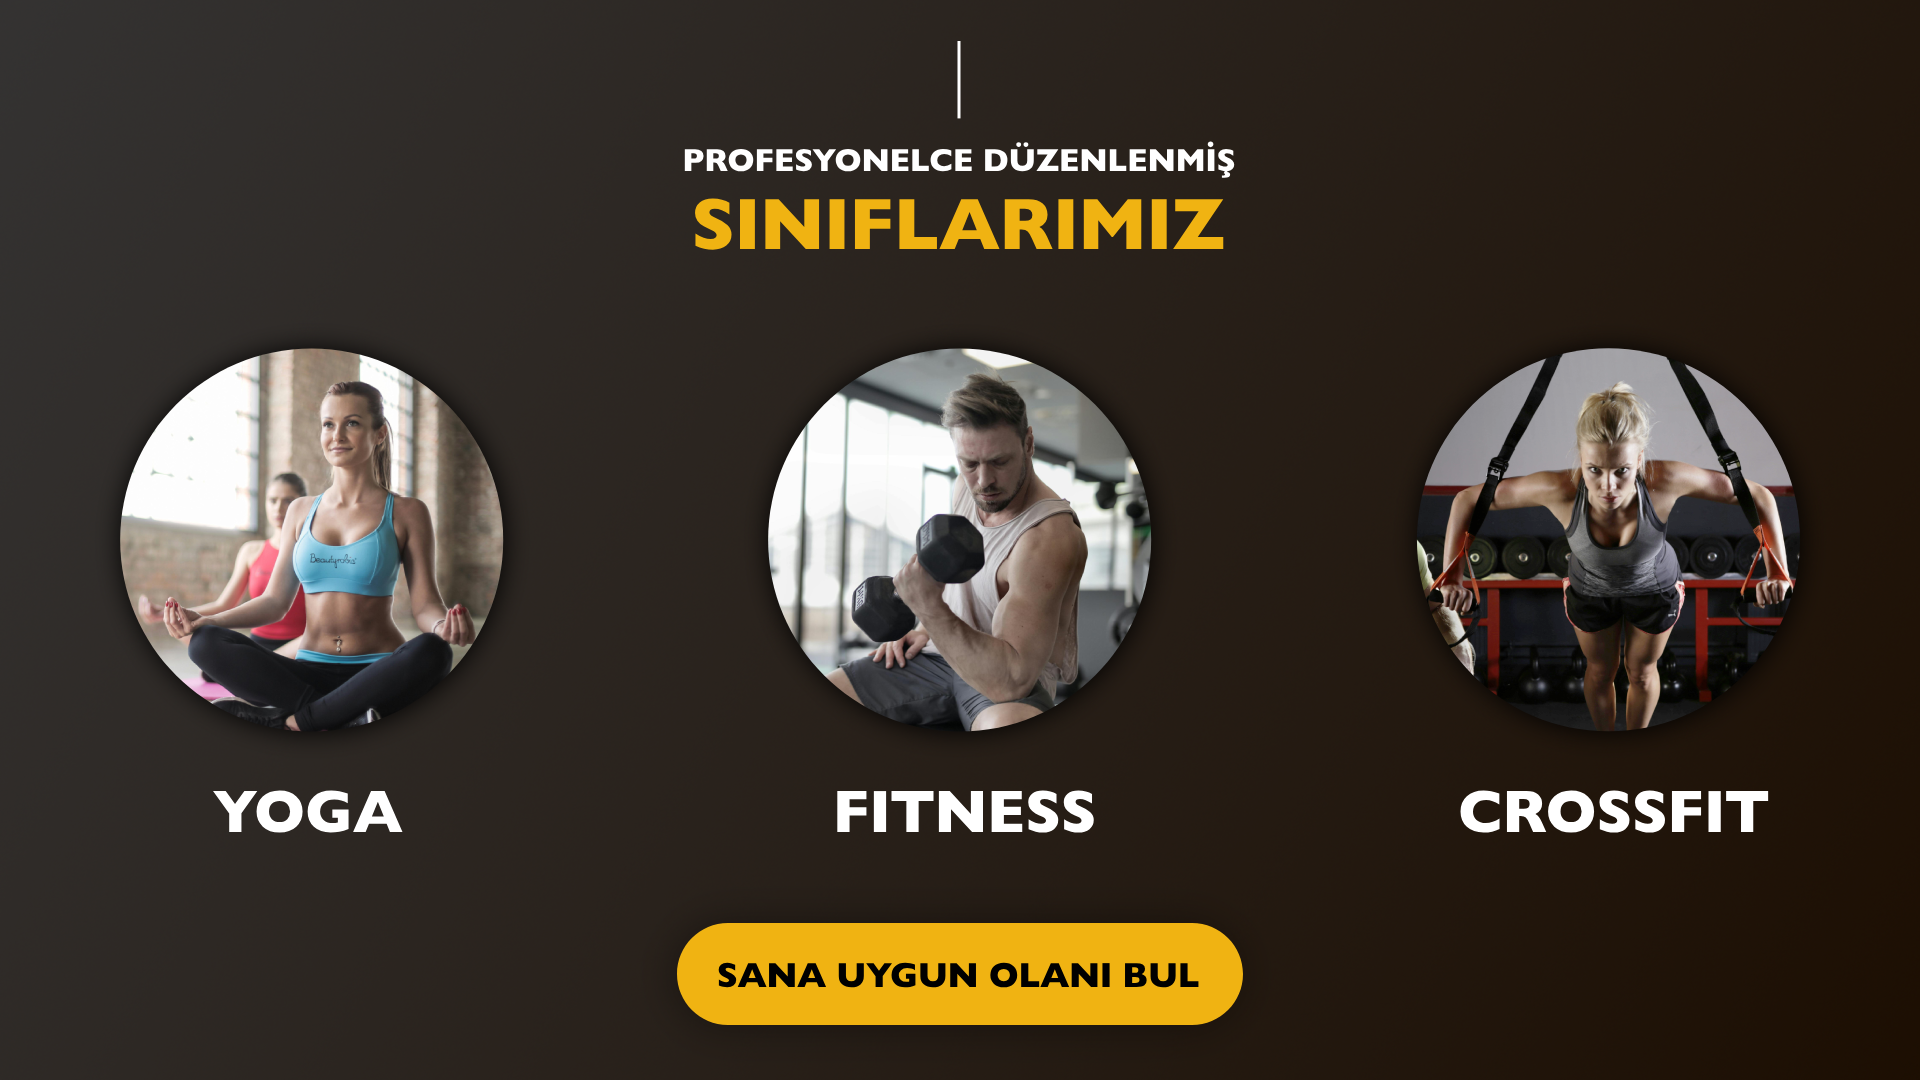 PROFESYONELCE DÜZENLENMİŞ
SINIFLARIMIZ
YOGA
FITNESS
CROSSFIT
SANA UYGUN OLANI BUL